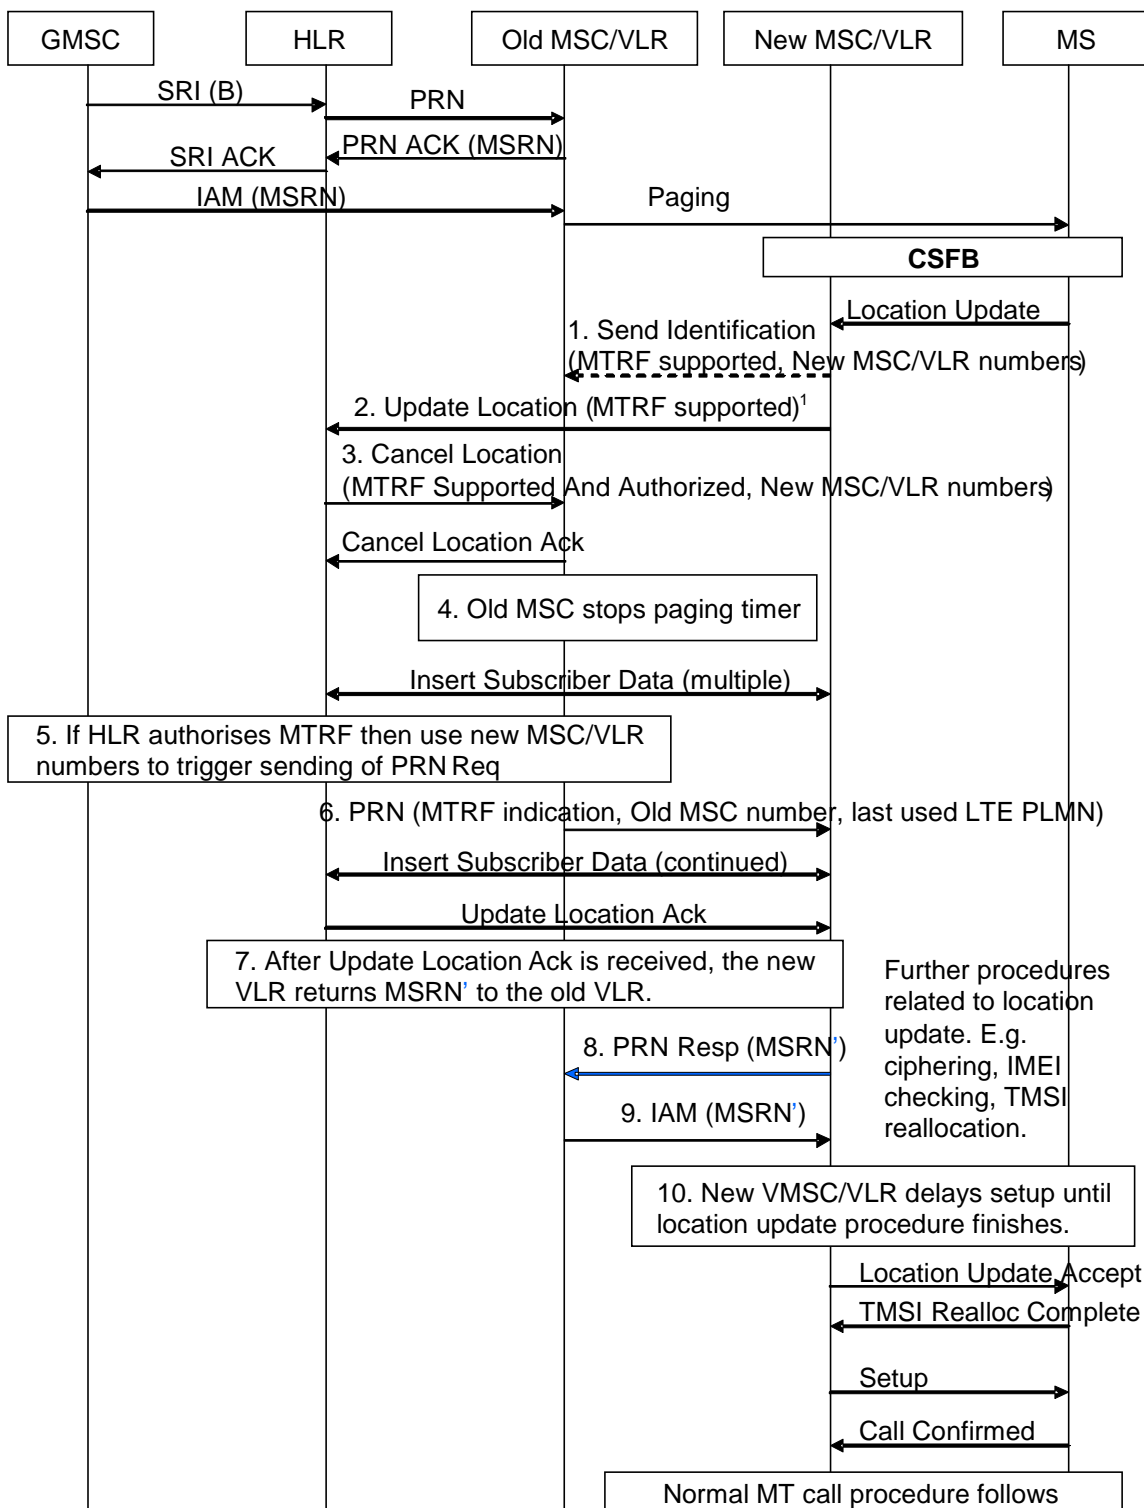 GMSC
HLR
Old MSC/VLR
New MSC/VLR
MS
SRI (B)
PRN
PRN ACK (MSRN)
SRI ACK
IAM (MSRN)
Paging
CSFB
Location Update
1. Send Identification
(MTRF supported, New MSC/VLR numbers)
2. Update Location (MTRF supported)¹
3. Cancel Location
(MTRF Supported And Authorized, New MSC/VLR numbers)
Cancel Location Ack
4. Old MSC stops paging timer
Insert Subscriber Data (multiple)
5. If HLR authorises MTRF then use new MSC/VLR
numbers to trigger sending of PRN Req
6. PRN (MTRF indication, Old MSC number, last used LTE PLMN)
Insert Subscriber Data (continued)
Update Location Ack
7. After Update Location Ack is received, the new
VLR returns MSRN’ to the old VLR.
Further procedures
related to location
update. E.g.
ciphering, IMEI
checking, TMSI
reallocation.
8. PRN Resp (MSRN’)
9. IAM (MSRN’)
10. New VMSC/VLR delays setup until
location update procedure finishes.
Location Update Accept
TMSI Realloc Complete
Setup
Call Confirmed
Normal MT call procedure follows